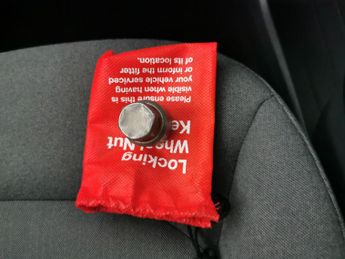 Locking
Wheel Nut
Ke
Please ensure this is
visible when having
your vehicle serviced
or inform the fitter
of its location.